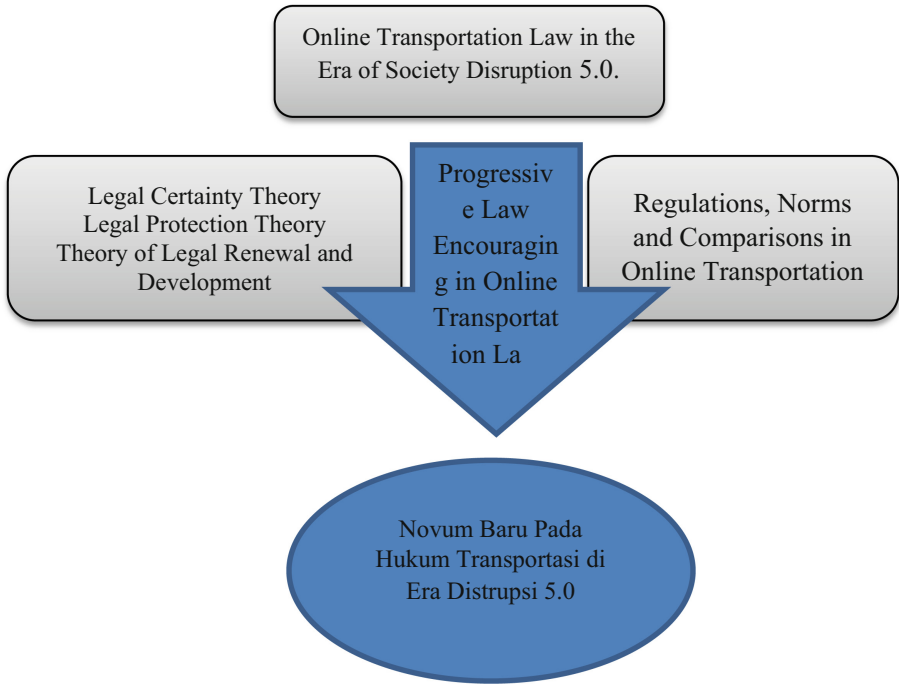 Online Transportation Law in the
Era of Society Disruption 5.0.
Legal Certainty Theory
Legal Protection Theory
Theory of Legal Renewal and
Development
Progressiv
e Law
Encouragin
g in Online
Transportat
ion La
Regulations, Norms
and Comparisons in
Online Transportation
Novum Baru Pada
Hukum Transportasi di
Era Distrupsi 5.0